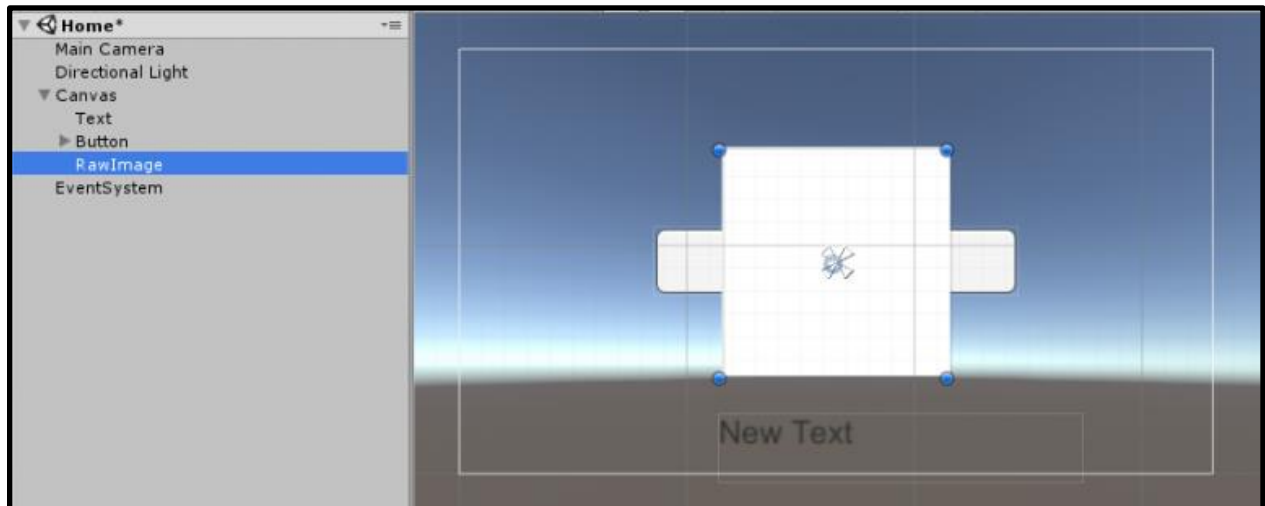 Home*
Main Camera
Directional Light
Canvas
Text
Button
RawImage
EventSystem
New Text